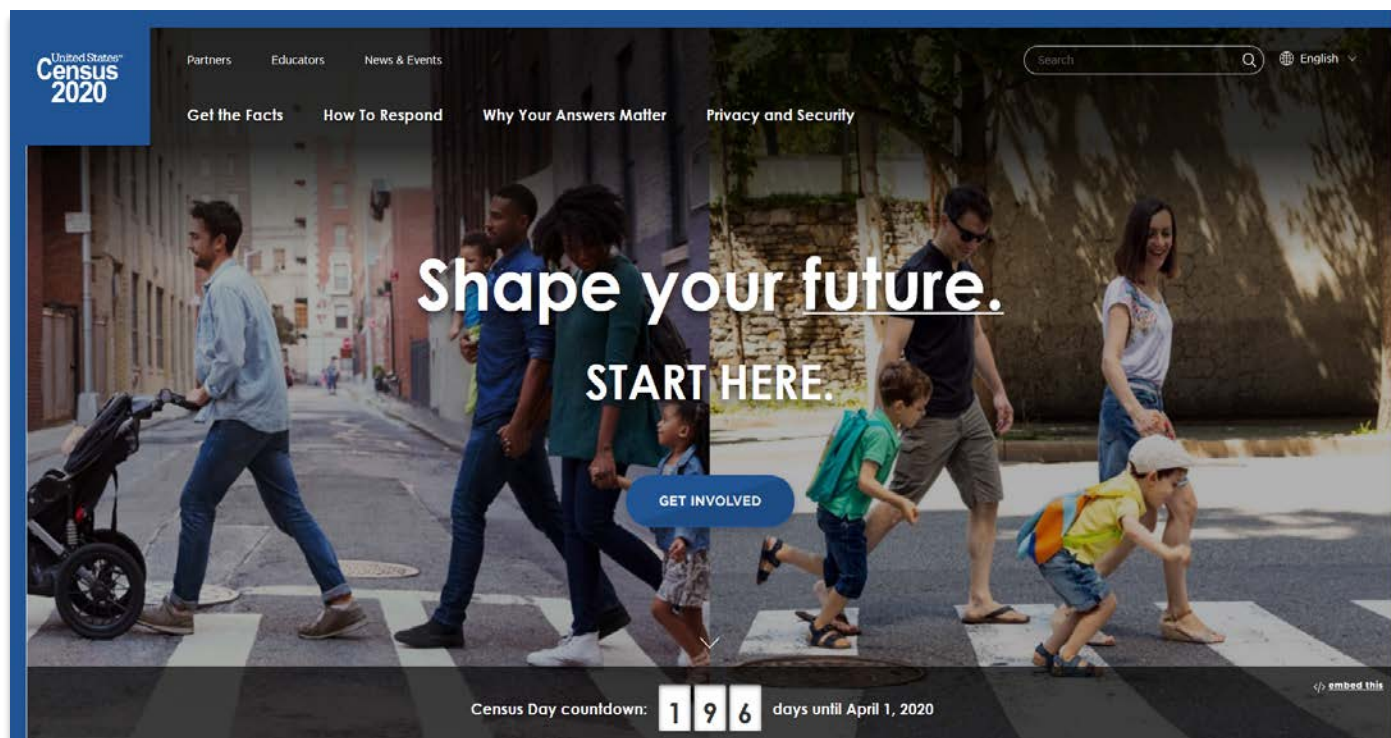 United States™
Census
2020
Partners Educators News & Events
Search
English
Get the Facts How To Respond Why Your Answers Matter Privacy and Security
Shape your future.
START HERE.
GET INVOLVED
</> embed this
Census Day countdown: 1 9 6 days until April 1, 2020